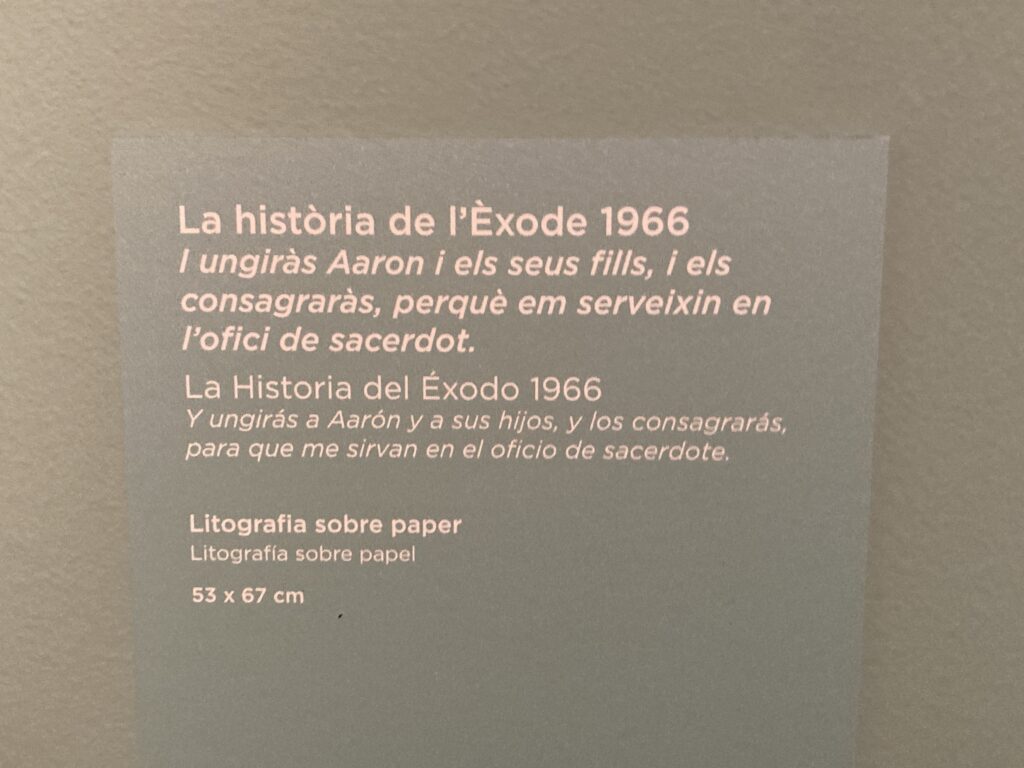 La història de l'Èxode 1966
I ungiràs Aaron i els seus fills, i els
consagraràs, perquè em serveixin en
l'ofici de sacerdot.
La Historia del Éxodo 1966
Y ungirás a Aarón y a sus hijos, y los consagrarás,
para que me sirvan en el oficio de sacerdote.
Litografia sobre paper
Litografía sobre papel
53 x 67 cm